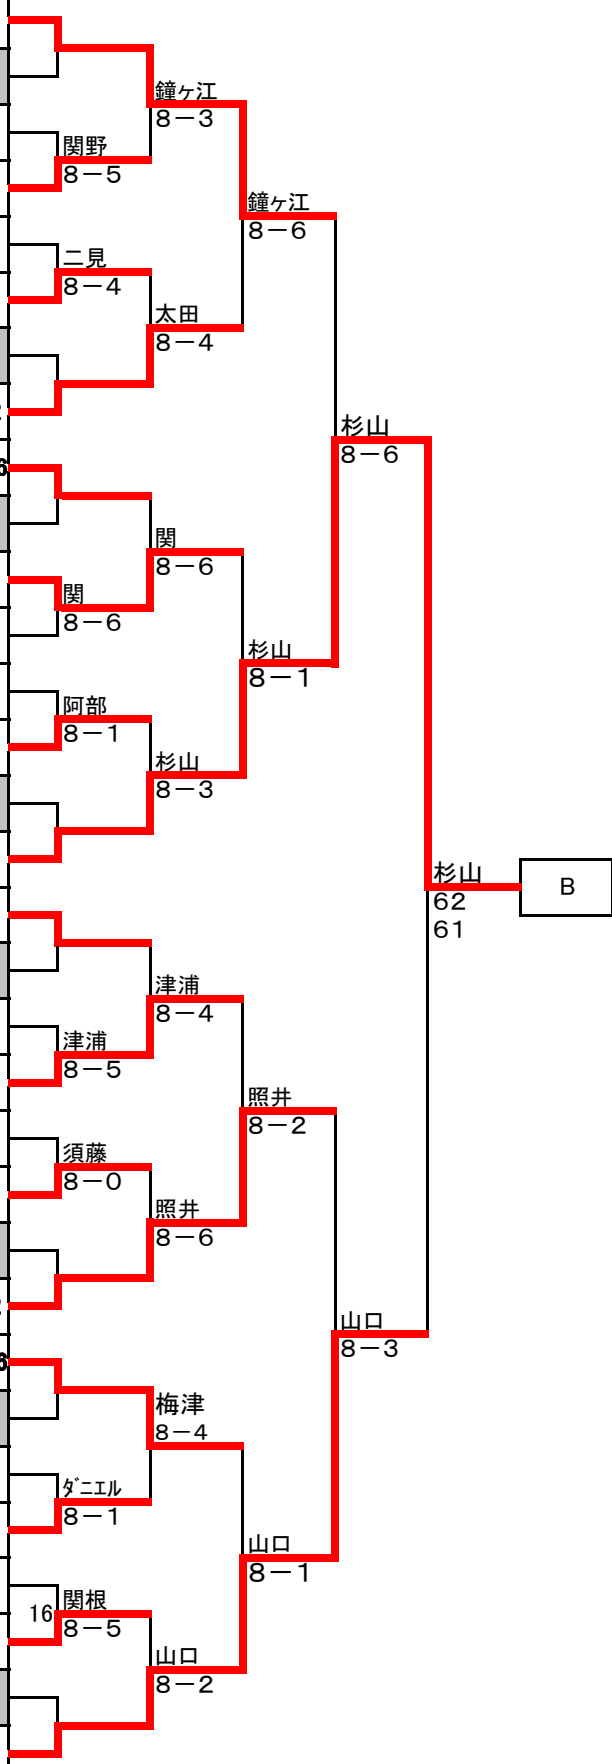 鐘ヶ江
8－3
関野
8－5
鐘ヶ江
8－6
二見
8－4
太田
8－4
杉山
8－6
6
関
8－6
関
8－6
杉山
8－1
阿部
8－1
杉山
8－3
杉山
62
61
B
津浦
8－4
津浦
8－5
照井
8－2
須藤
8－0
照井
8－6
山口
8－3
6
梅津
8－4
ﾀﾞﾆｴﾙ
8－1
山口
8－1
16
関根
8－5
山口
8－2